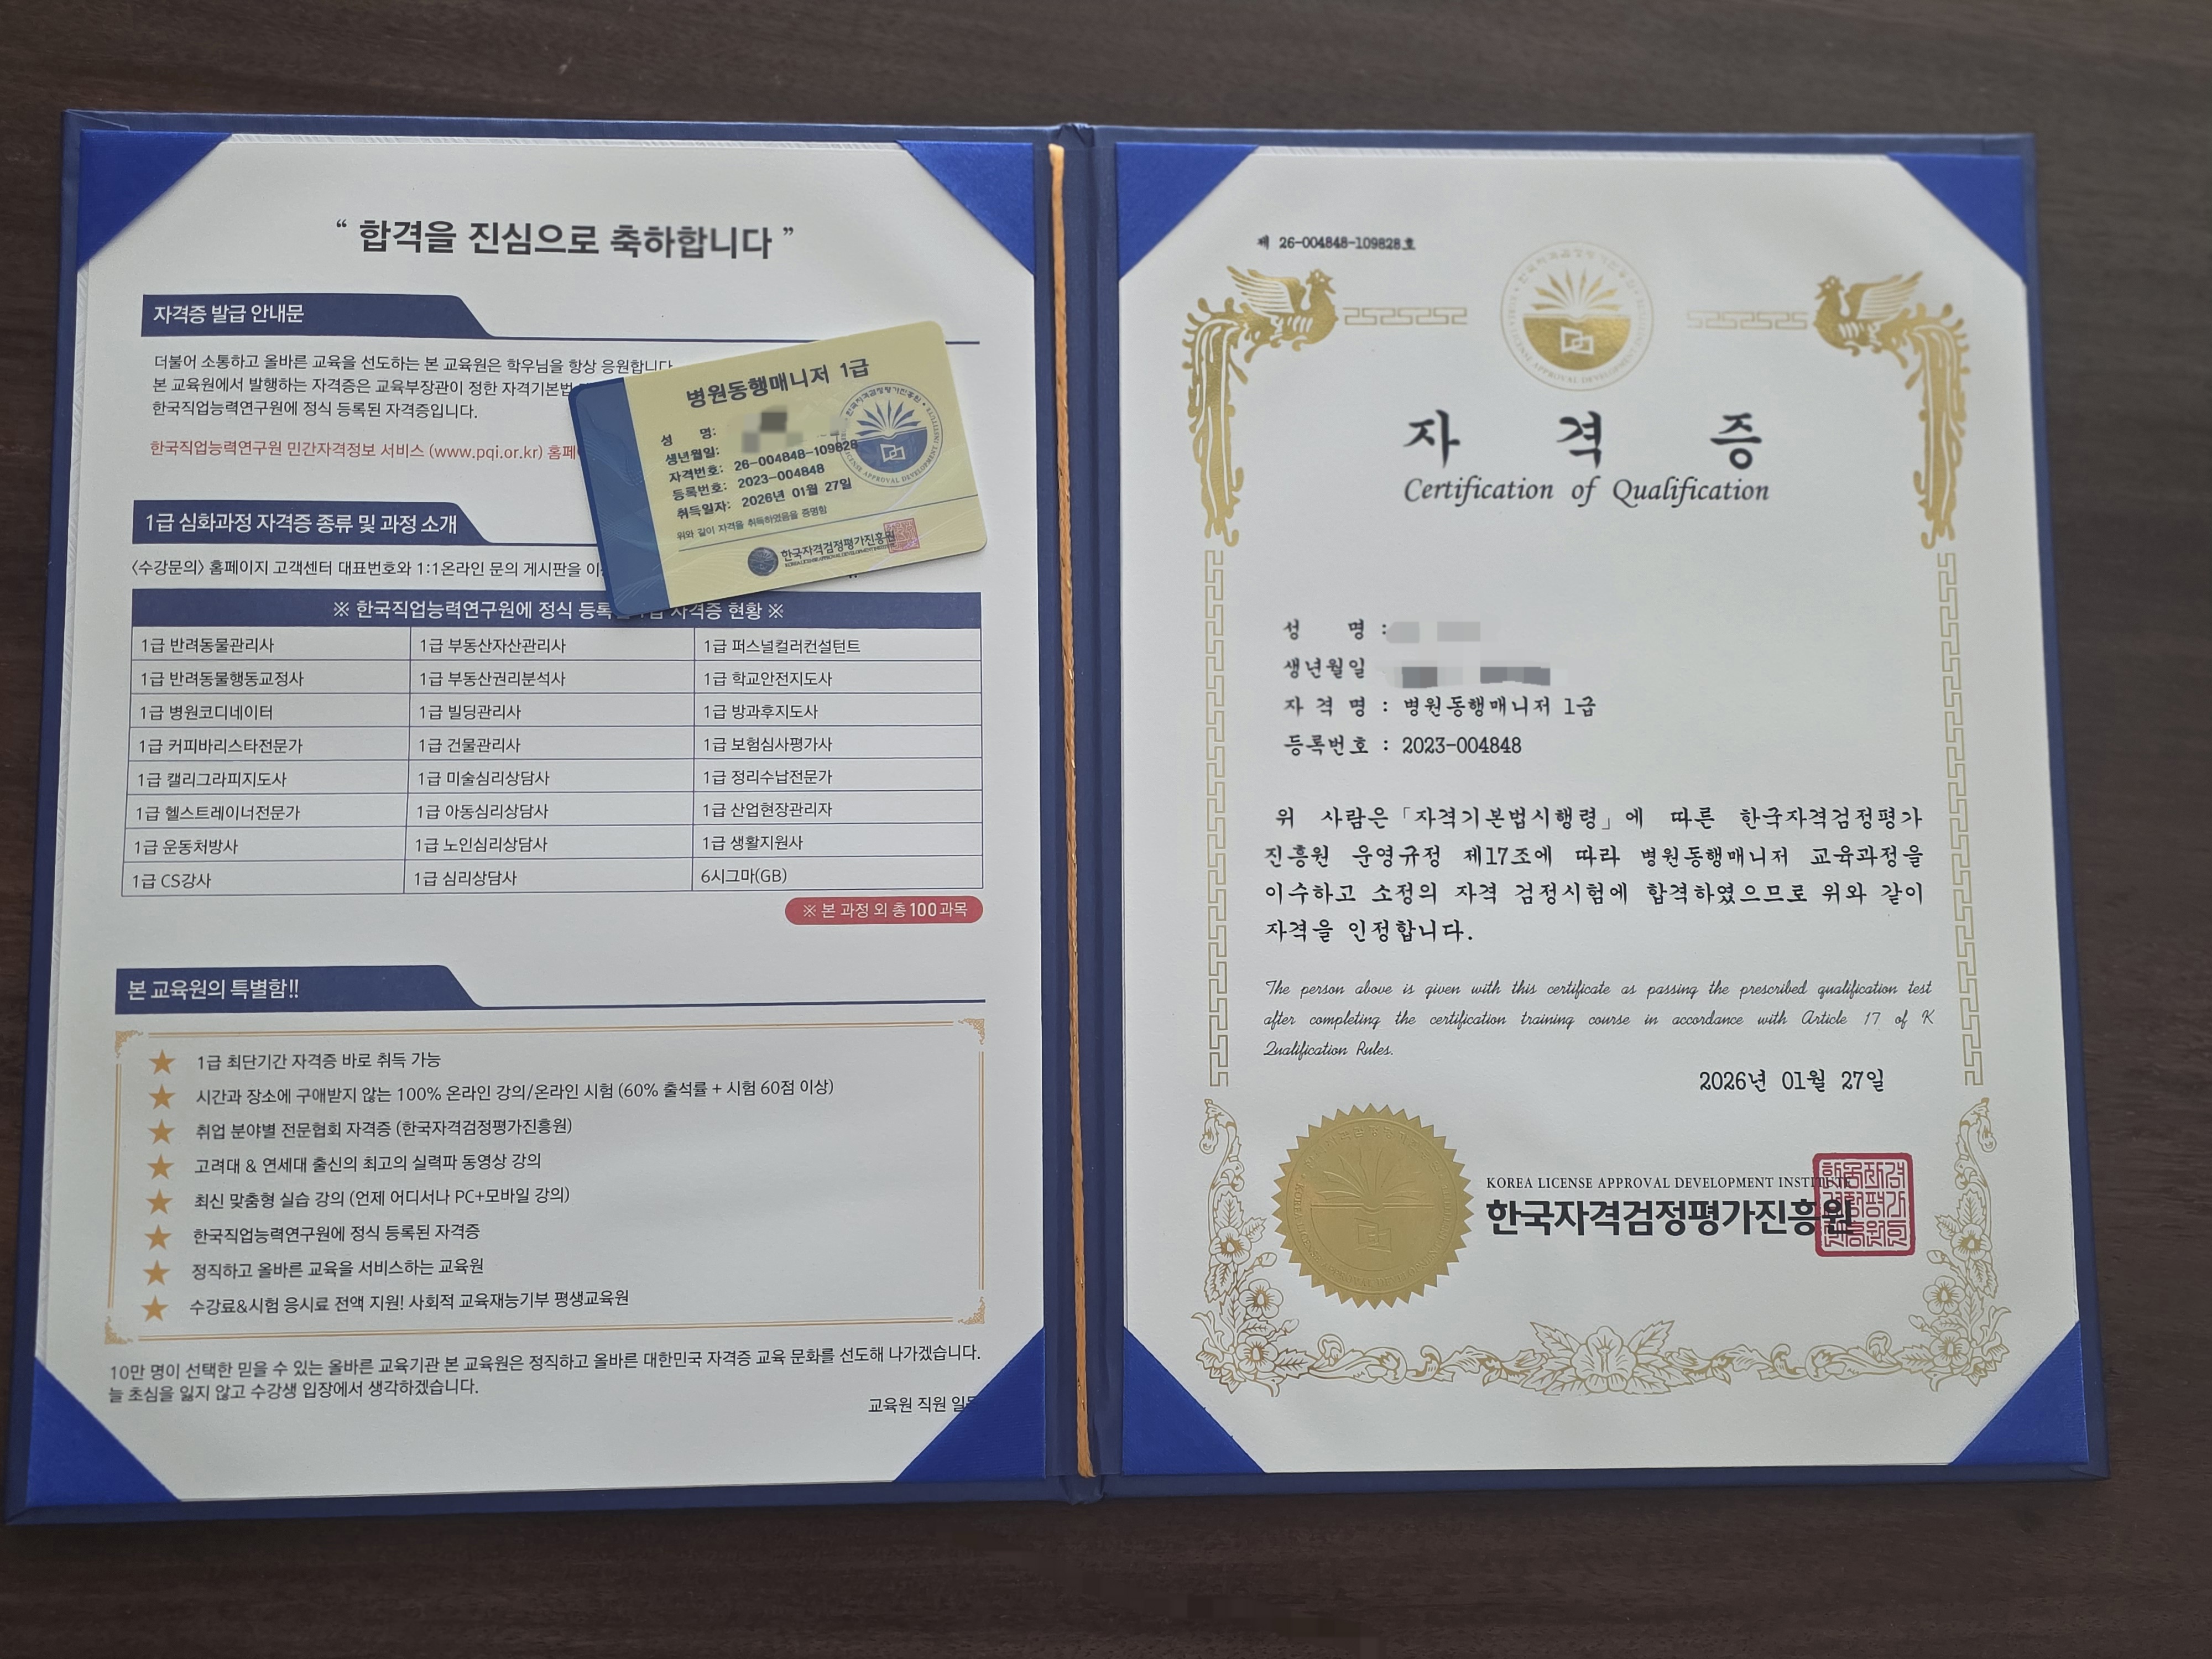 “ 합격을 진심으로 축하합니다 ”
자격증 발급 안내문
더불어 소통하고 올바른 교육을 선도하는 본 교육원은 학우님을 항상 응원합니다
본 교육원에서 발행하는 자격증은 교육부장관이 정한 자격기본법
한국직업능력연구원에 정식 등록된 자격증입니다.
한국직업능력연구원 민간자격정보 서비스 (www.pqi.or.kr)
1급 심화과정 자격증 종류 및 과정 소개
<수강문의> 홈페이지 고객센터 대표번호와 1:1온라인 문의 게시판을
※ 한국직업능력연구원에 정식 자격증 현황 ※
1급 반려동물관리사 1급 부동산자산관리사 1급 퍼스널컬러컨설턴트
1급 반려동물행동교정사 1급 부동산권리분석사 1급 학교안전지도사
1급 병원코디네이터 1급 빌딩관리사 1급 방과후지도사
1급 커피바리스타전문가 1급 건물관리사 1급 보험심사평가사
1급 캘리그라피지도사 1급 미술심리상담사 1급 정리수납전문가
1급 헬스트레이너전문가 1급 아동심리상담사 1급 산업현장관리자
1급 운동처방사 1급 노인심리상담사 1급 생활지원사
1급 CS강사 1급 심리상담사 6시그마(GB)
※ 본 과정 외 총 100과목
본 교육원의 특별함!!
★ 1급 최단기간 자격증 바로 취득 가능
★ 시간과 장소에 구애받지 않는 100% 온라인 강의/온라인 시험 (60% 출석률 + 시험 60점 이상)
★ 취업 분야별 전문협회 자격증 (한국자격검정평가진흥원)
★ 고려대 & 연세대 출신의 최고의 실력파 동영상 강의
★ 최신 맞춤형 실습 강의 (언제 어디서나 PC+모바일 강의)
★ 한국직업능력연구원에 정식 등록된 자격증
★ 정직하고 올바른 교육을 서비스하는 교육원
★ 수강료&시험 응시료 전액 지원! 사회적 교육재능기부 평생교육원
10만 명이 선택한 믿을 수 있는 올바른 교육기관 본 교육원은 정직하고 올바른 대한민국 자격증 교육 문화를 선도해 나가겠습니다.
늘 초심을 잃지 않고 수강생 입장에서 생각하겠습니다.
교육원 직원
병원동행매니저 1급
성 명:
생년월일:
자격번호: 26-004848-109828
등록번호: 2023-004848
취득일자: 2026년 01월 27일
위와 같이 자격을 취득하였음을 증명함
한국자격검정평가진흥원
KOREA LICENSE APPROVAL DEVELOPMENT INSTITUTE
제 26-004848-109828호
자 격 증
Certification of Qualification
성 명 :
생년월일
자 격 명 : 병원동행매니저 1급
등록번호 : 2023-004848
위 사람은「자격기본법시행령」에 따른 한국자격검정평가
진흥원 운영규정 제17조에 따라 병원동행매니저 교육과정을
이수하고 소정의 자격 검정시험에 합격하였으므로 위와 같이
자격을 인정합니다.
The person above is given with this certificate as passing the prescribed qualification test
after completing the certification training course in accordance with Article 17 of K
Qualification Rules.
2026년 01월 27일
KOREA LICENSE APPROVAL DEVELOPMENT INSTITUTE
한국자격검정평가진흥원